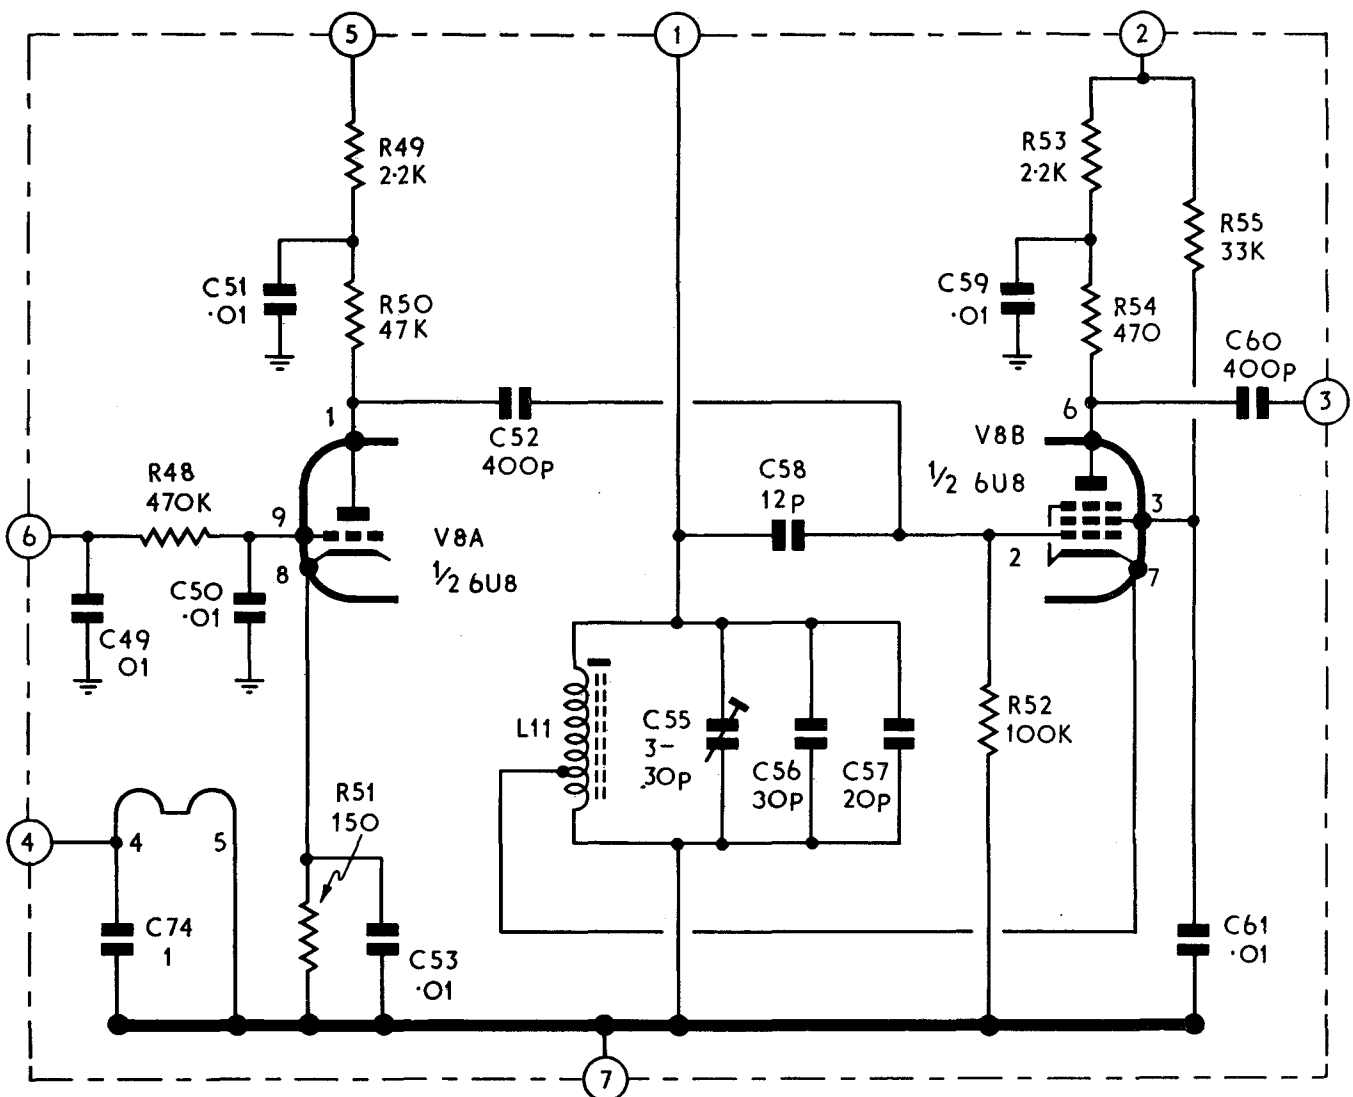 5
1
2
R49
2·2K
R53
2·2K
R55
33K
C51
·01
R50
47K
C59
·01
R54
470
C60
400p
3
1
C52
400p
6
V8B
1/2 6U8
R48
470K
C58
12p
3
6
9
V8A
1/2 6U8
2
8
7
C50
·01
C49
01
L11
C55
3-
30p
C56
30p
C57
20p
R52
100K
R51
150
4
4
5
C74
1
C53
·01
C61
·01
7